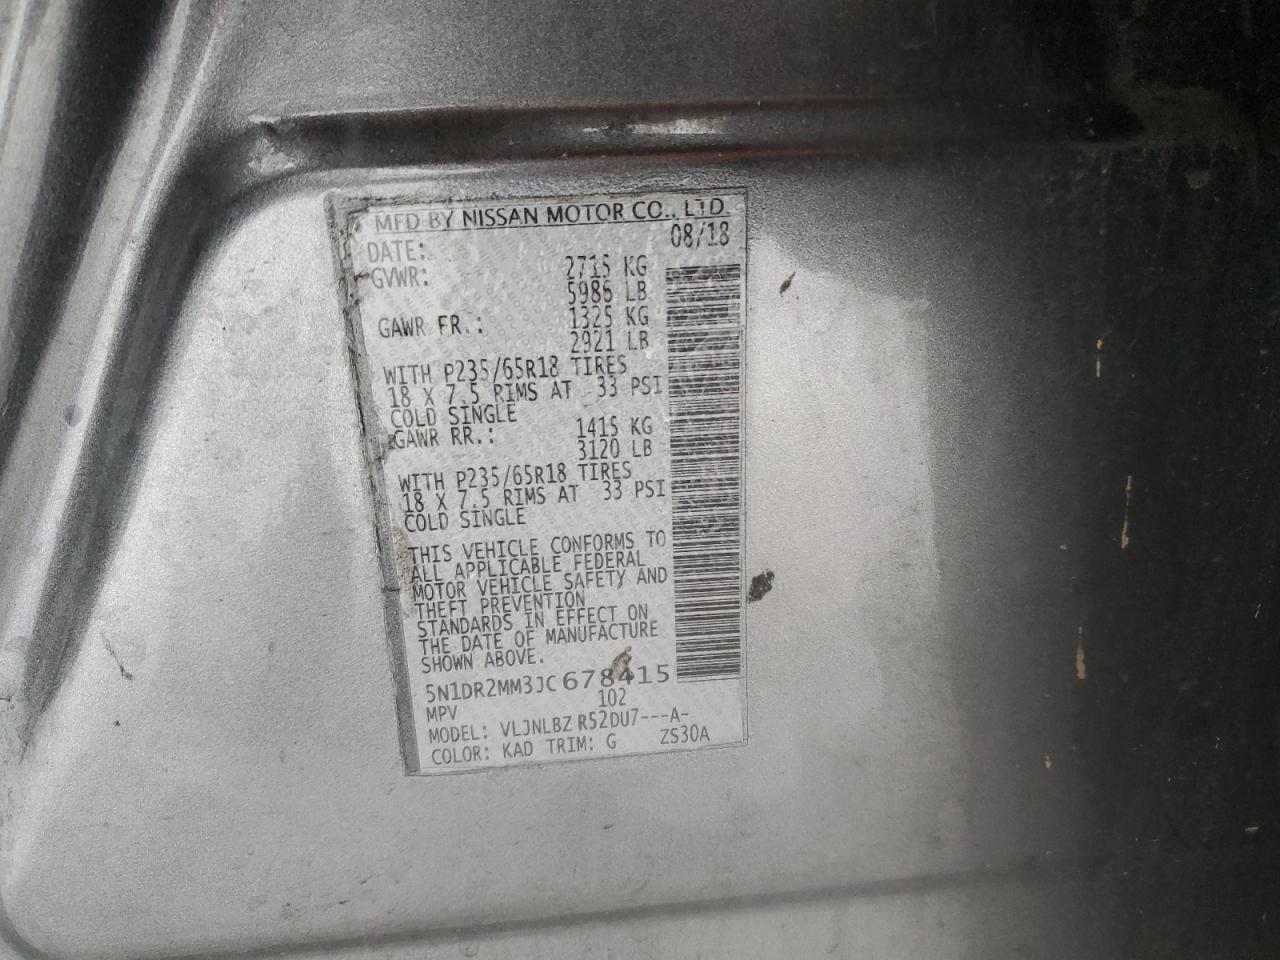 MFD BY NISSAN MOTOR CO., LTD.
DATE: 08/18
GVWR: 2715 KG
5986 LB
GAWR FR.: 1325 KG
2921 LB
WITH P235/65R18 TIRES
18 X 7.5 RIMS AT 33 PSI
COLD SINGLE
GAWR RR.: 1415 KG
3120 LB
WITH P235/65R18 TIRES
18 X 7.5 RIMS AT 33 PSI
COLD SINGLE
THIS VEHICLE CONFORMS TO
ALL APPLICABLE FEDERAL
MOTOR VEHICLE SAFETY AND
THEFT PREVENTION
STANDARDS IN EFFECT ON
THE DATE OF MANUFACTURE
SHOWN ABOVE.
5N1DR2MM3JC678415
MPV 102
MODEL: VLJNLBZ R52DU7---A-
COLOR: KAD TRIM: G ZS30A